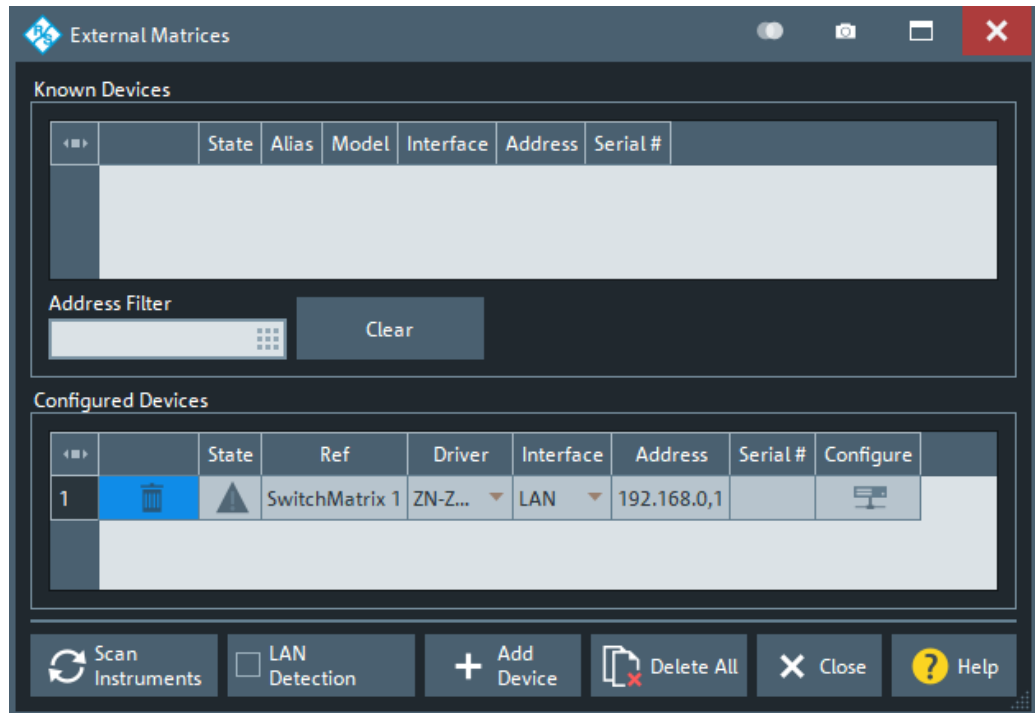 External Matrices
Known Devices
State Alias Model Interface Address Serial #
Address Filter
Clear
Configured Devices
State Ref Driver Interface Address Serial # Configure
1 SwitchMatrix 1 ZN-Z... LAN 192.168.0,1
Scan Instruments
LAN Detection
Add Device
Delete All
Close
? Help